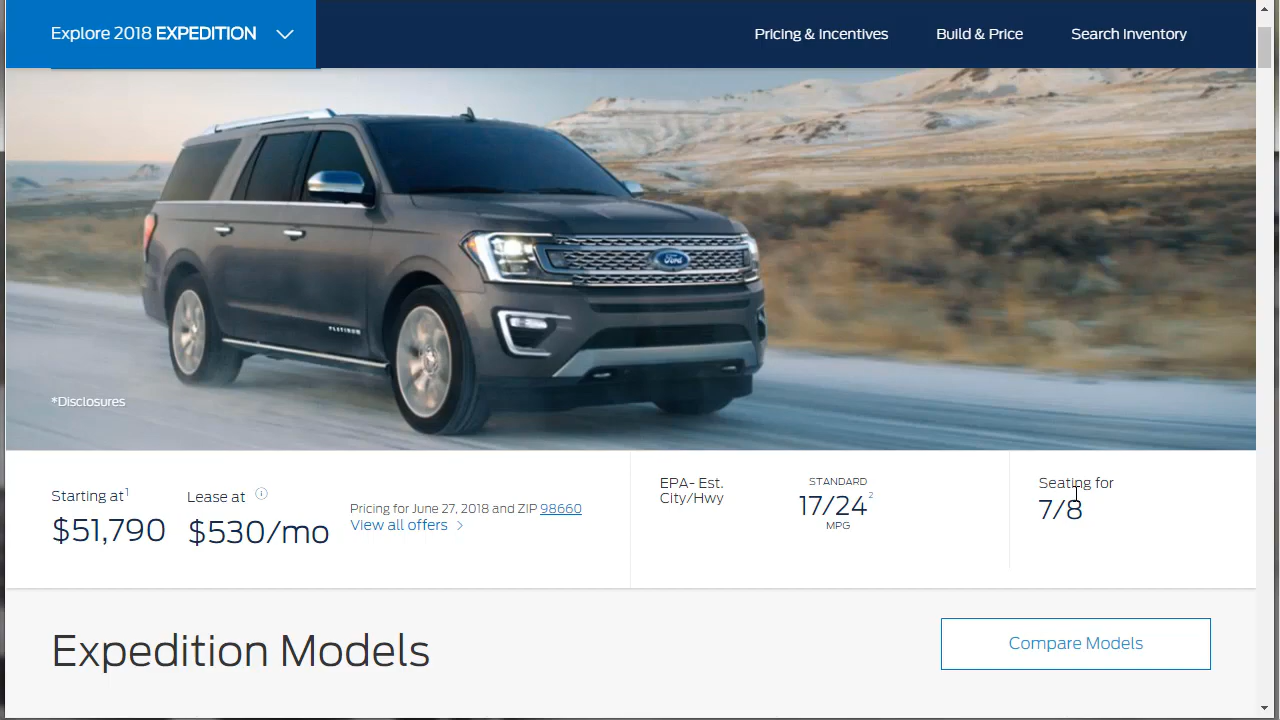 Explore 2018 EXPEDITION
Pricing & Incentives
Build & Price
Search Inventory
Ford
PLATINUM
*Disclosures
Starting at1
$51,790
Lease at
$530/mo
Pricing for June 27, 2018 and ZIP 98660
View all offers
EPA- Est.
City/Hwy
STANDARD
17/24 2
MPG
Seating for
7/8
Expedition Models
Compare Models